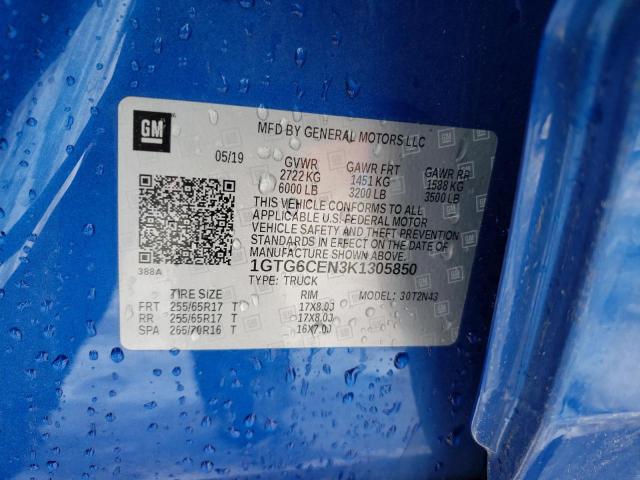 GM
MFD BY GENERAL MOTORS LLC
05/19 GVWR GAWR FRT GAWR RR
2722 KG 1451 KG 1588 KG
6000 LB 3200 LB 3500 LB
THIS VEHICLE CONFORMS TO ALL
APPLICABLE U.S. FEDERAL MOTOR
VEHICLE SAFETY AND THEFT PREVENTION
STANDARDS IN EFFECT ON THE DATE OF
MANUFACTURE SHOWN ABOVE.
388A
1GTG6CEN3K1305850
TYPE: TRUCK
TIRE SIZE RIM MODEL: 30T2N43
FRT 255/65R17 T 17X8.0J
RR 255/65R17 T 17X8.0J
SPA 265/70R16 T 16X7.0J